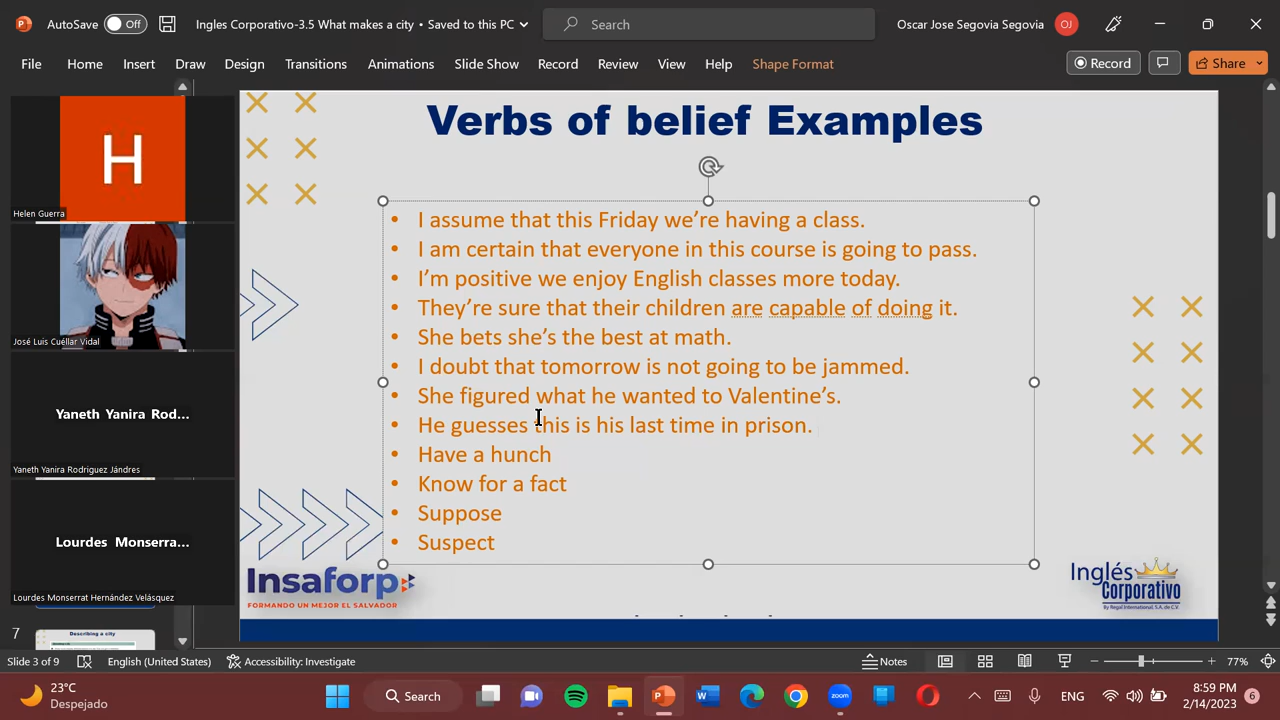 AutoSave Off Ingles Corporativo-3.5 What makes a city • Saved to this PC Search Oscar Jose Segovia Segovia OJ
File Home Insert Draw Design Transitions Animations Slide Show Record Review View Help Shape Format Record Share
H
Helen Guerra
José Luis Cuéllar Vidal
Yaneth Yanira Rod...
Yaneth Yanira Rodriguez Jándres
Lourdes Monserra...
Lourdes Monserrat Hernández Velásquez
7
Describing a city
Verbs of belief Examples
• I assume that this Friday we’re having a class.
• I am certain that everyone in this course is going to pass.
• I’m positive we enjoy English classes more today.
• They’re sure that their children are capable of doing it.
• She bets she’s the best at math.
• I doubt that tomorrow is not going to be jammed.
• She figured what he wanted to Valentine’s.
• He guesses this is his last time in prison.
• Have a hunch
• Know for a fact
• Suppose
• Suspect
Insaforp
FORMANDO UN MEJOR EL SALVADOR
Inglés
Corporativo
By Regal International, S.A. de C.V.
Slide 3 of 9 English (United States) Accessibility: Investigate Notes 77%
23°C
Despejado
Search
ENG
8:59 PM
2/14/2023
6